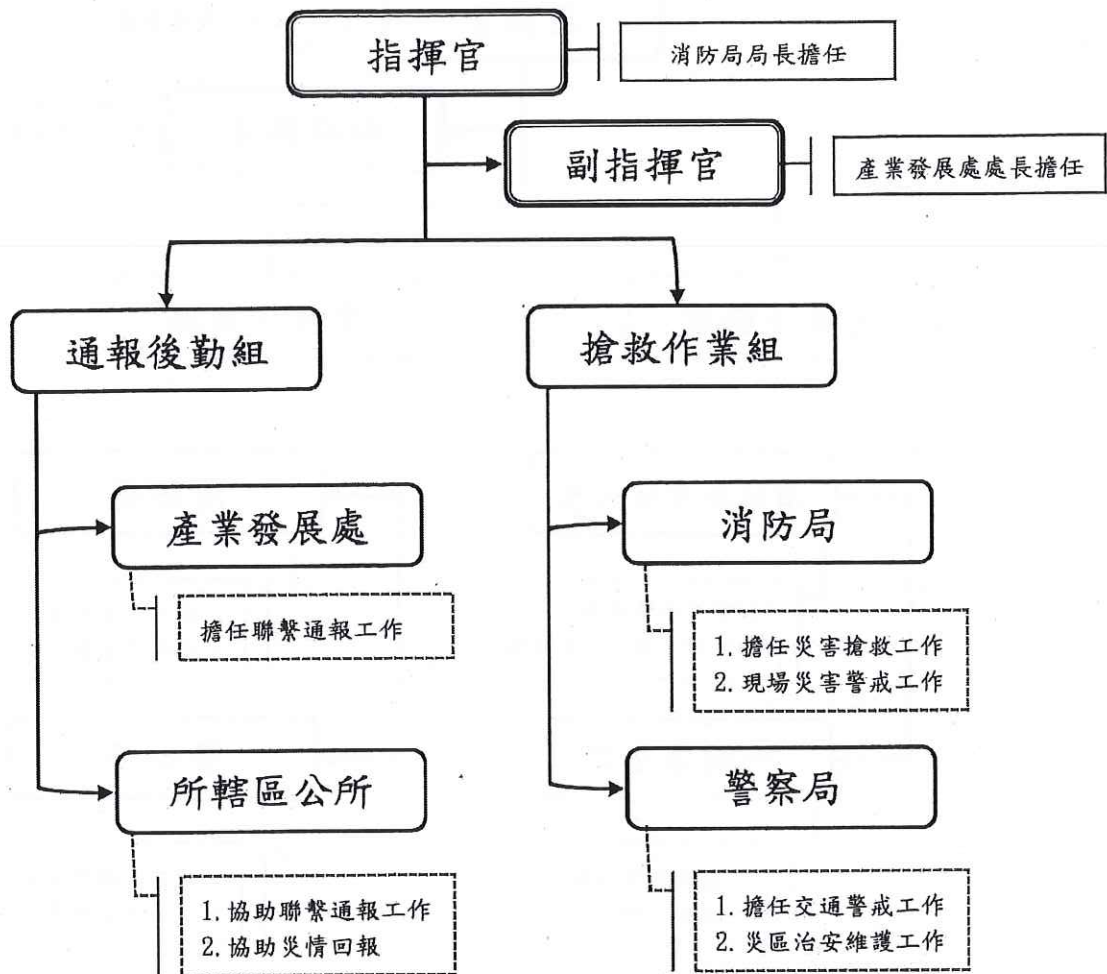 指揮官
消防局局長擔任
副指揮官
產業發展處處長擔任
通報後勤組
搶救作業組
產業發展處
擔任聯繫通報工作
消防局
1. 擔任災害搶救工作
2. 現場災害警戒工作
所轄區公所
1. 協助聯繫通報工作
2. 協助災情回報
警察局
1. 擔任交通警戒工作
2. 災區治安維護工作